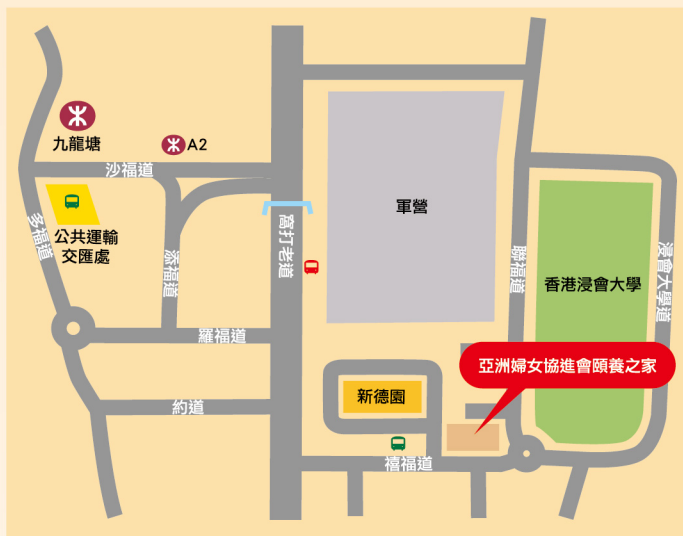 九龍塘
A2
沙福道
公共運輸
交匯處
多福道
添福道
窩打老道
軍營
聯福道
香港浸會大學
浸會大學道
羅福道
亞洲婦女協進會頤養之家
新德園
約道
禧福道